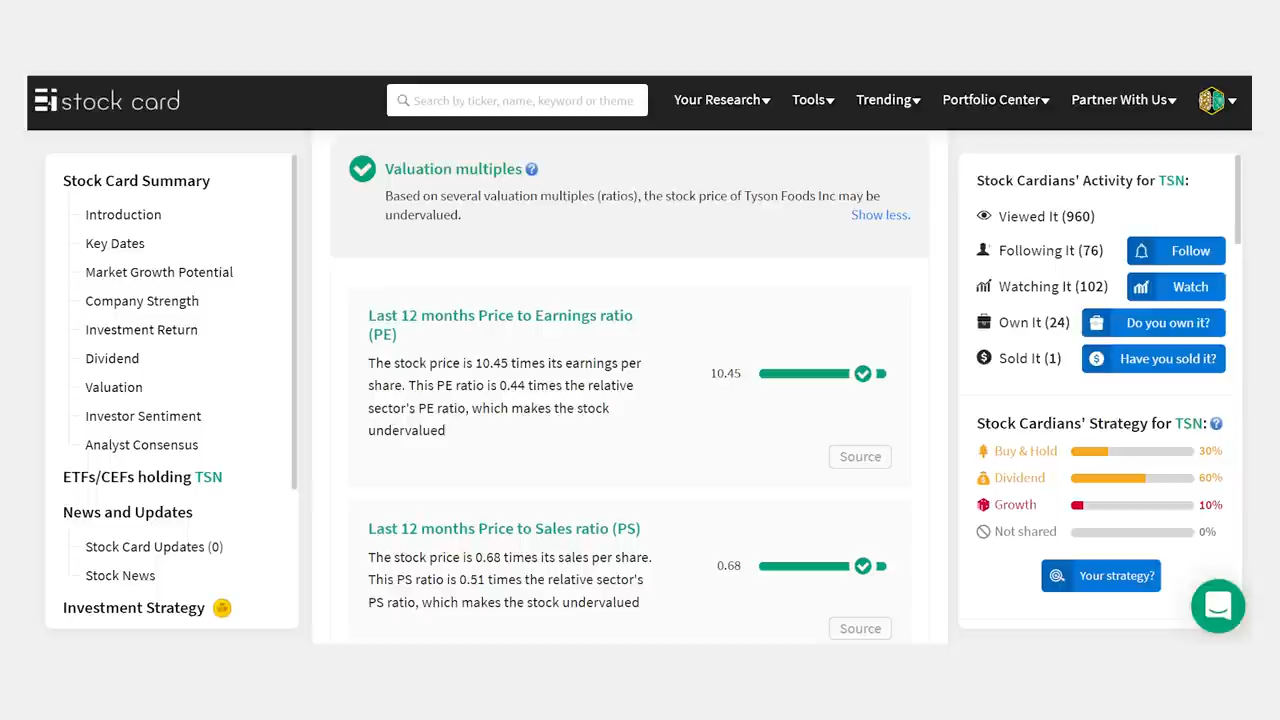 stock card
Search by ticker, name, keyword or theme
Your Research
Tools
Trending
Portfolio Center
Partner With Us
Stock Card Summary
Introduction
Key Dates
Market Growth Potential
Company Strength
Investment Return
Dividend
Valuation
Investor Sentiment
Analyst Consensus
ETFs/CEFs holding TSN
News and Updates
Stock Card Updates (0)
Stock News
Investment Strategy
Valuation multiples ?
Based on several valuation multiples (ratios), the stock price of Tyson Foods Inc may be
undervalued.
Show less.
Last 12 months Price to Earnings ratio
(PE)
The stock price is 10.45 times its earnings per
share. This PE ratio is 0.44 times the relative
sector's PE ratio, which makes the stock
undervalued
10.45
Source
Last 12 months Price to Sales ratio (PS)
The stock price is 0.68 times its sales per share.
This PS ratio is 0.51 times the relative sector's
PS ratio, which makes the stock undervalued
0.68
Source
Stock Cardians' Activity for TSN:
Viewed It (960)
Following It (76)
Follow
Watching It (102)
Watch
Own It (24)
Do you own it?
Sold It (1)
Have you sold it?
Stock Cardians' Strategy for TSN: ?
Buy & Hold 30%
Dividend 60%
Growth 10%
Not shared 0%
Your strategy?